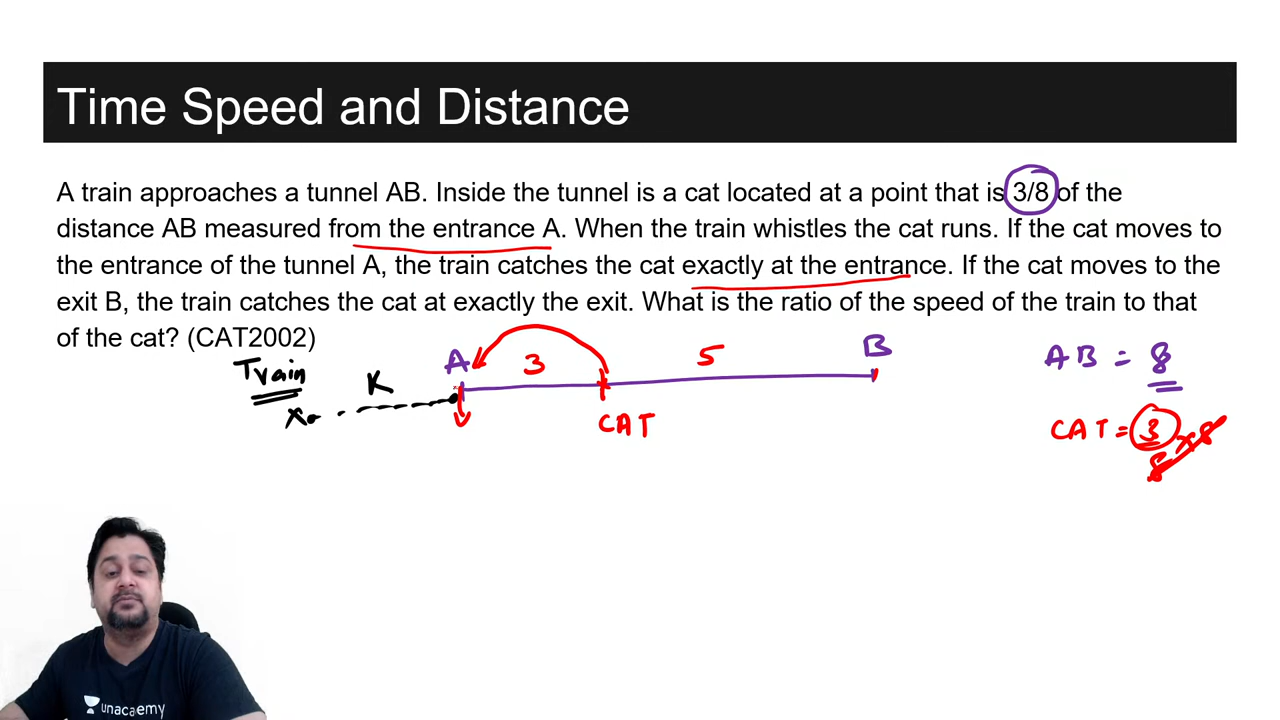 Time Speed and Distance
A train approaches a tunnel AB. Inside the tunnel is a cat located at a point that is 3/8 of the
distance AB measured from the entrance A. When the train whistles the cat runs. If the cat moves to
the entrance of the tunnel A, the train catches the cat exactly at the entrance. If the cat moves to the
exit B, the train catches the cat at exactly the exit. What is the ratio of the speed of the train to that
of the cat? (CAT2002)
Train
K
A
3
5
B
AB = 8
CAT
CAT = 3/8 × 8
unacademy